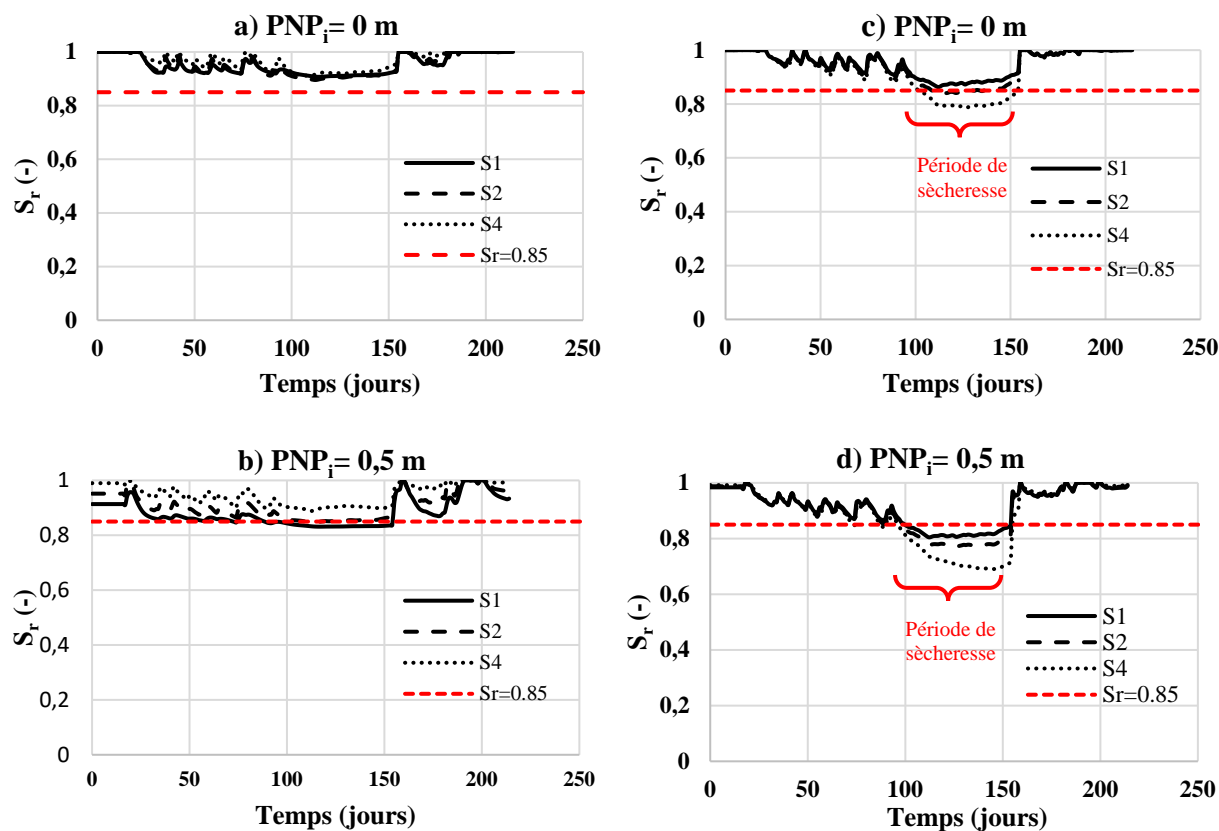 a) PNPi= 0 m
1
0,8
0,6
0,4
0,2
0
Sr (-)
S1
S2
S4
Sr=0.85
0 50 100 150 200 250
Temps (jours)
c) PNPi= 0 m
1
0,8
0,6
0,4
0,2
0
Sr (-)
Période de
sècheresse
S1
S2
S4
Sr=0.85
0 50 100 150 200 250
Temps (jours)
b) PNPi= 0,5 m
1
0,8
0,6
0,4
0,2
0
Sr (-)
S1
S2
S4
Sr=0.85
0 50 100 150 200 250
Temps (jours)
d) PNPi= 0,5 m
1
0,8
0,6
0,4
0,2
0
Sr (-)
Période de
sècheresse
S1
S2
S4
Sr=0.85
0 50 100 150 200 250
Temps (jours)